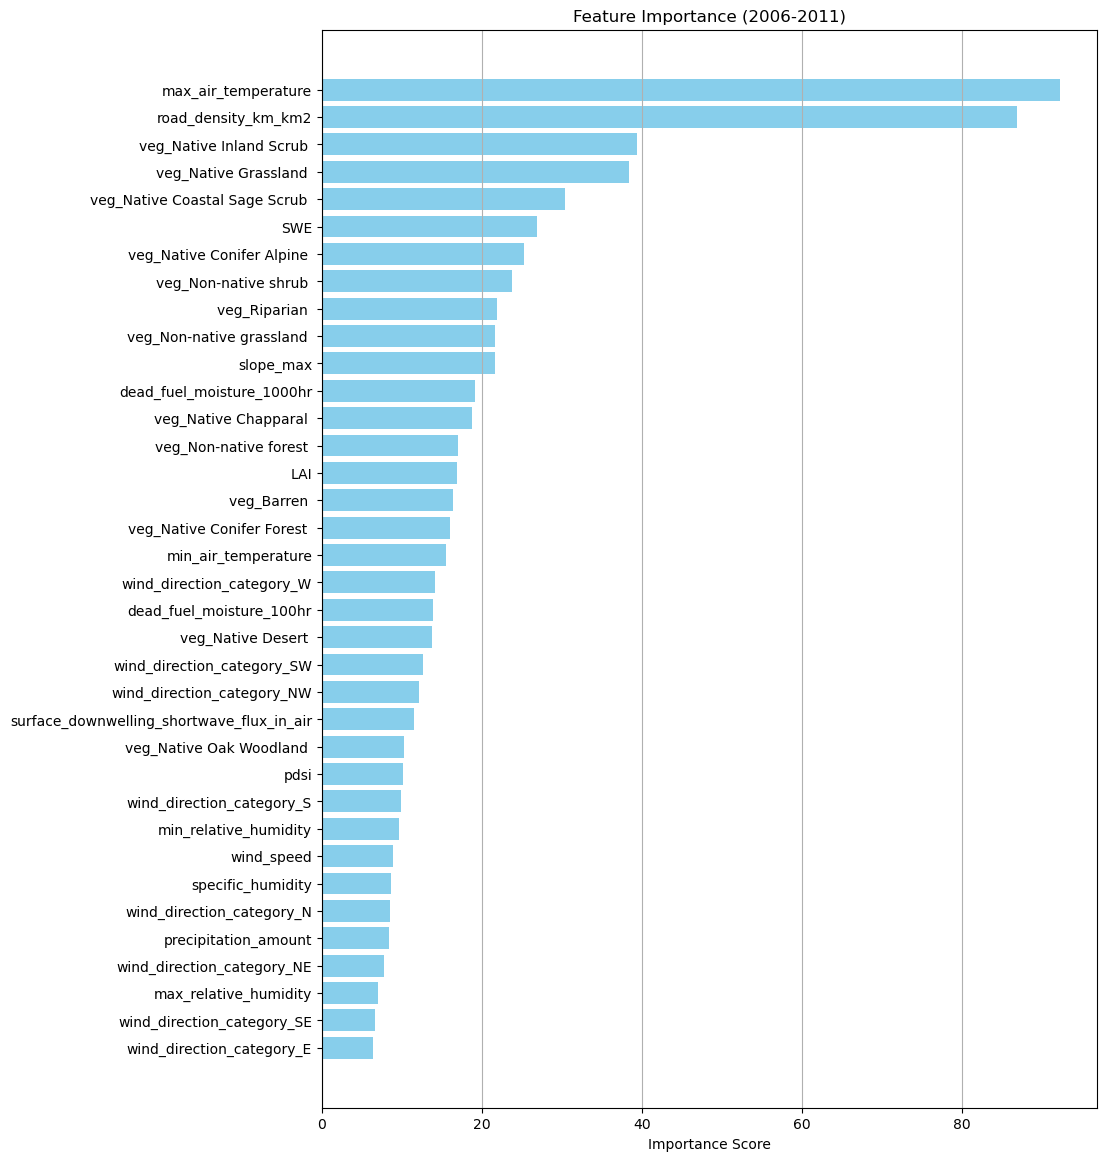 Feature Importance (2006-2011)
max_air_temperature
road_density_km_km2
veg_Native Inland Scrub
veg_Native Grassland
veg_Native Coastal Sage Scrub
SWE
veg_Native Conifer Alpine
veg_Non-native shrub
veg_Riparian
veg_Non-native grassland
slope_max
dead_fuel_moisture_1000hr
veg_Native Chapparal
veg_Non-native forest
LAI
veg_Barren
veg_Native Conifer Forest
min_air_temperature
wind_direction_category_W
dead_fuel_moisture_100hr
veg_Native Desert
wind_direction_category_SW
wind_direction_category_NW
surface_downwelling_shortwave_flux_in_air
veg_Native Oak Woodland
pdsi
wind_direction_category_S
min_relative_humidity
wind_speed
specific_humidity
wind_direction_category_N
precipitation_amount
wind_direction_category_NE
max_relative_humidity
wind_direction_category_SE
wind_direction_category_E
0 20 40 60 80
Importance Score